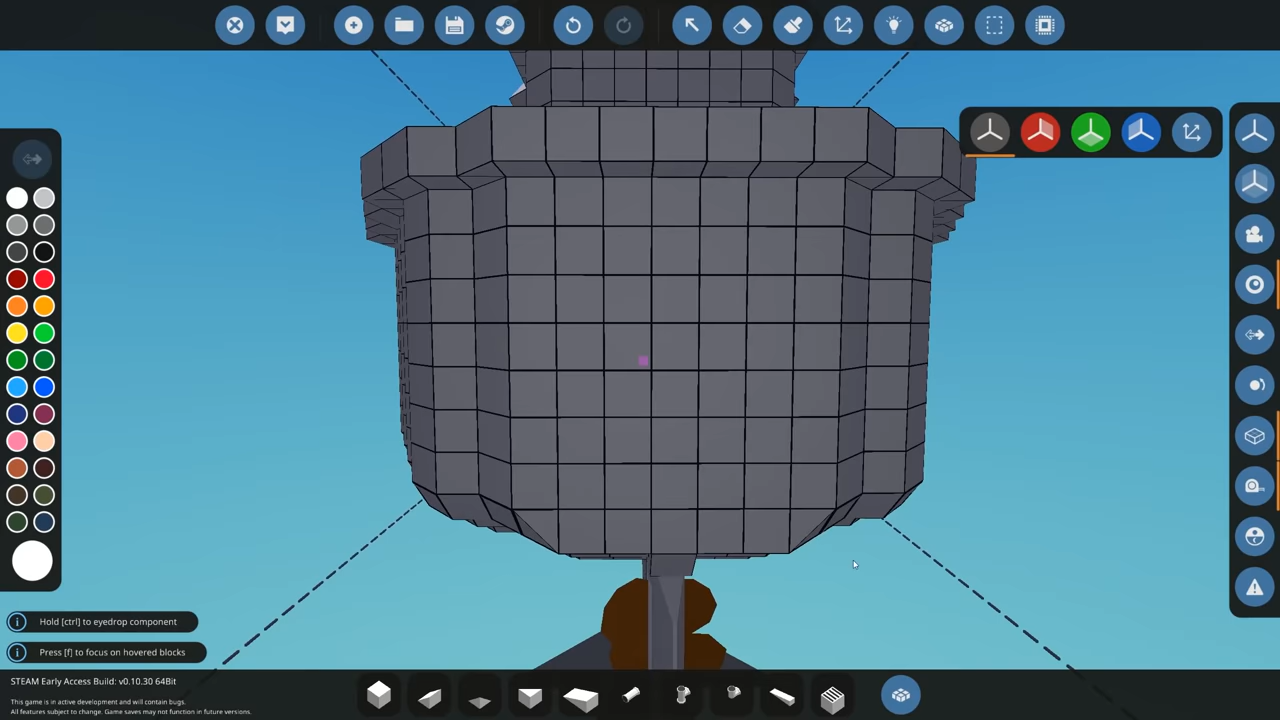 Hold [ctrl] to eyedrop component
Press [f] to focus on hovered blocks
STEAM Early Access Build: v0.10.30 64Bit
This game is in active development and will contain bugs.
All features subject to change. Game saves may not function in future versions.